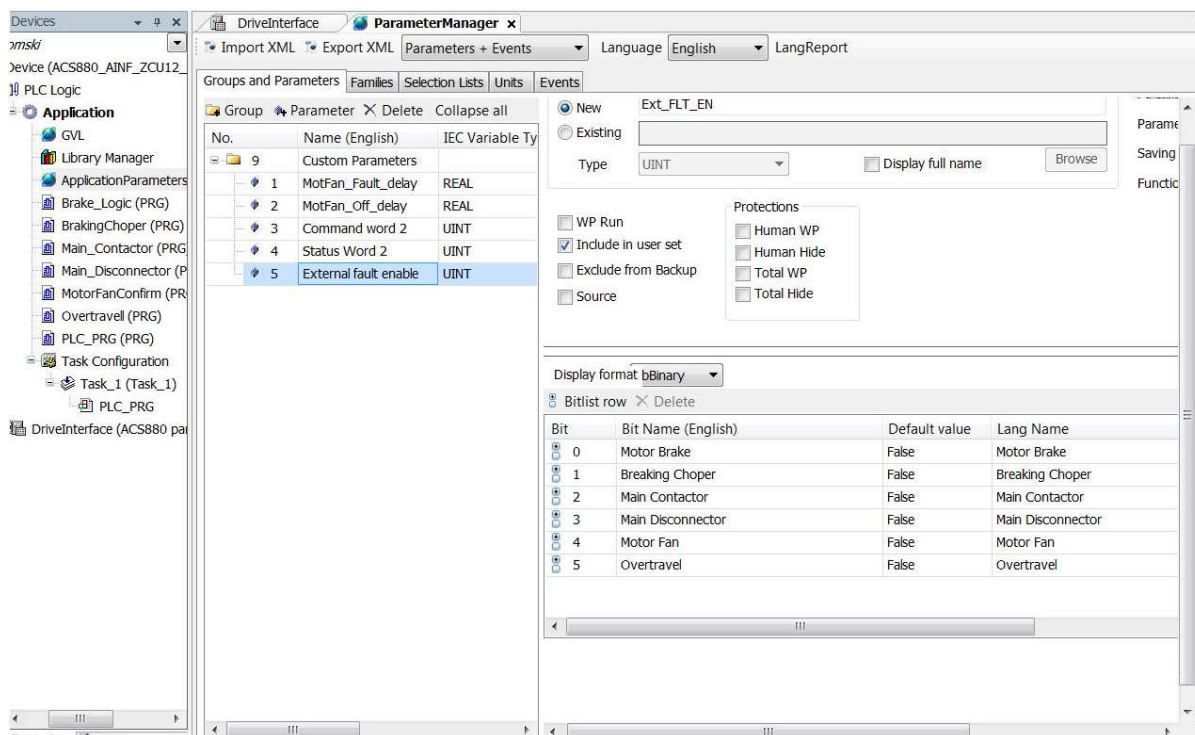 Devices
DriveInterface
ParameterManager x
omski
Import XML Export XML Parameters + Events Language English LangReport
Device (ACS880_AINF_ZCU12_
PLC Logic
Application
GVL
Library Manager
ApplicationParameters
Brake_Logic (PRG)
BrakingChoper (PRG)
Main_Contactor (PRG
Main_Disconnector (P
MotorFanConfirm (PR
Overtravell (PRG)
PLC_PRG (PRG)
Task Configuration
Task_1 (Task_1)
PLC_PRG
DriveInterface (ACS880 pa
Groups and Parameters Families Selection Lists Units Events
Group Parameter Delete Collapse all
No. Name (English) IEC Variable Ty
9 Custom Parameters
1 MotFan_Fault_delay REAL
2 MotFan_Off_delay REAL
3 Command word 2 UINT
4 Status Word 2 UINT
5 External fault enable UINT
New Ext_FLT_EN
Existing
Type UINT Display full name Browse
Parame
Saving
Functio
WP Run
Include in user set
Exclude from Backup
Source
Protections
Human WP
Human Hide
Total WP
Total Hide
Display format bBinary
Bitlist row Delete
Bit Bit Name (English) Default value Lang Name
0 Motor Brake False Motor Brake
1 Breaking Choper False Breaking Choper
2 Main Contactor False Main Contactor
3 Main Disconnector False Main Disconnector
4 Motor Fan False Motor Fan
5 Overtravel False Overtravel